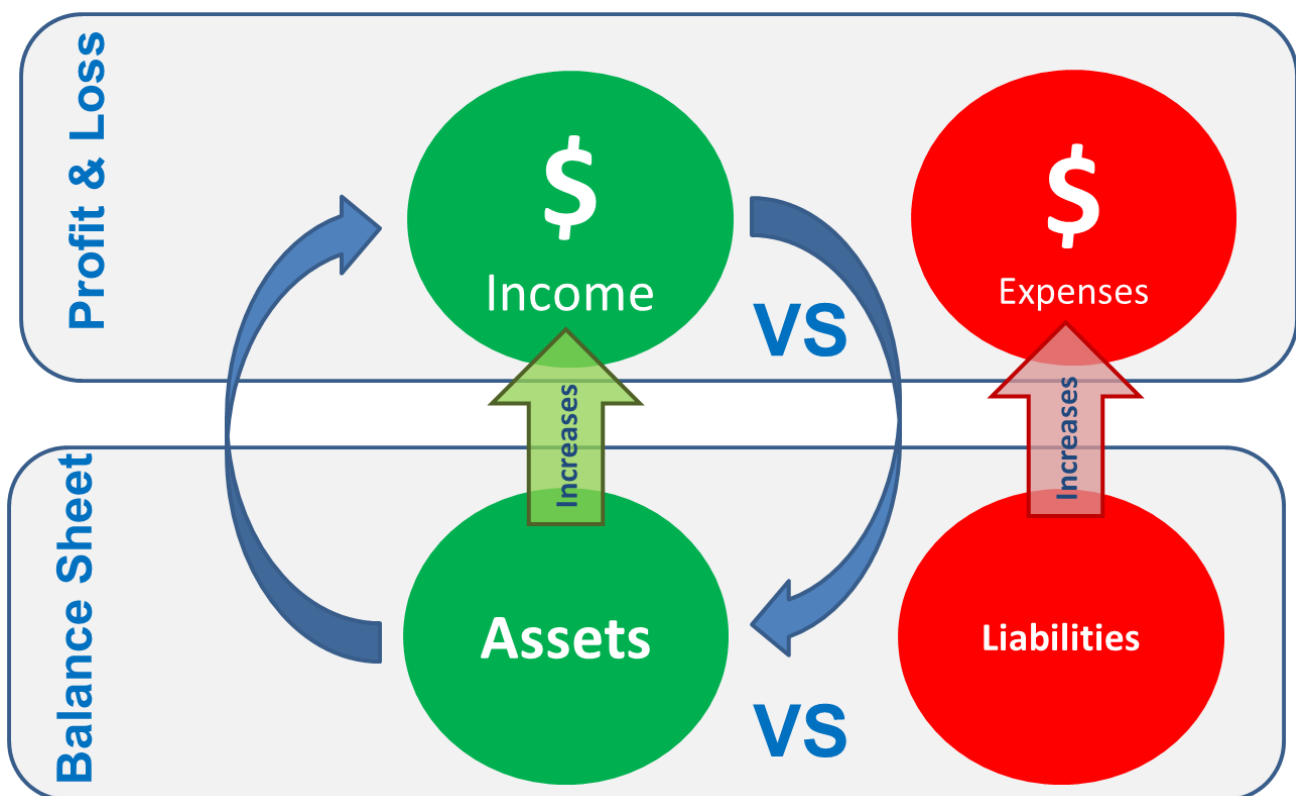 Profit & Loss
$
Income
VS
$
Expenses
Increases
Increases
Balance Sheet
Assets
VS
Liabilities